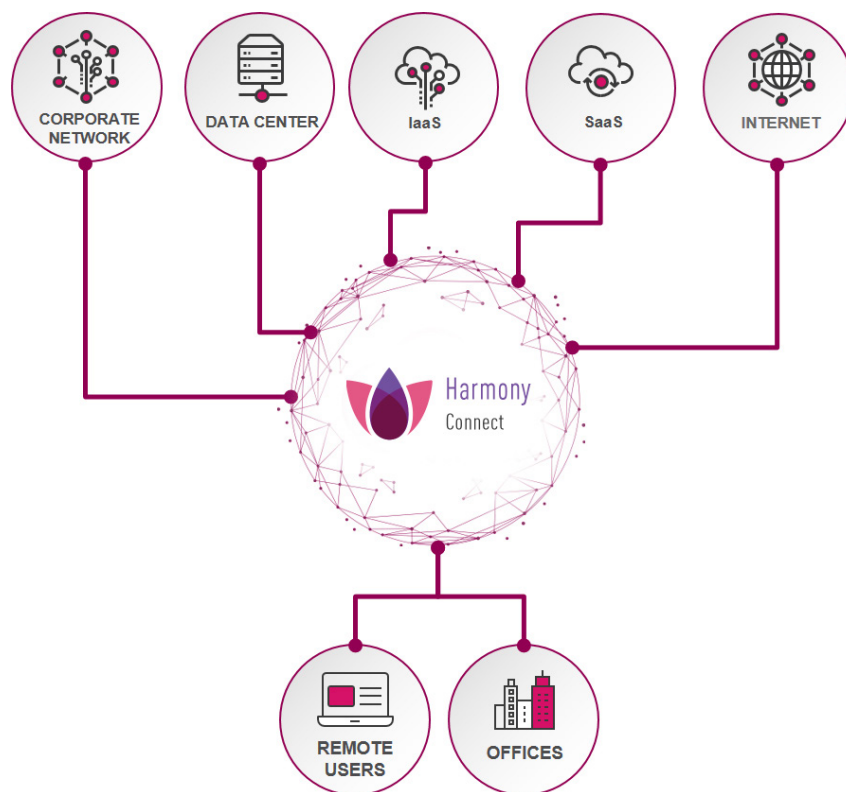 CORPORATE
NETWORK
DATA CENTER
IaaS
SaaS
INTERNET
Harmony
Connect
REMOTE
USERS
OFFICES